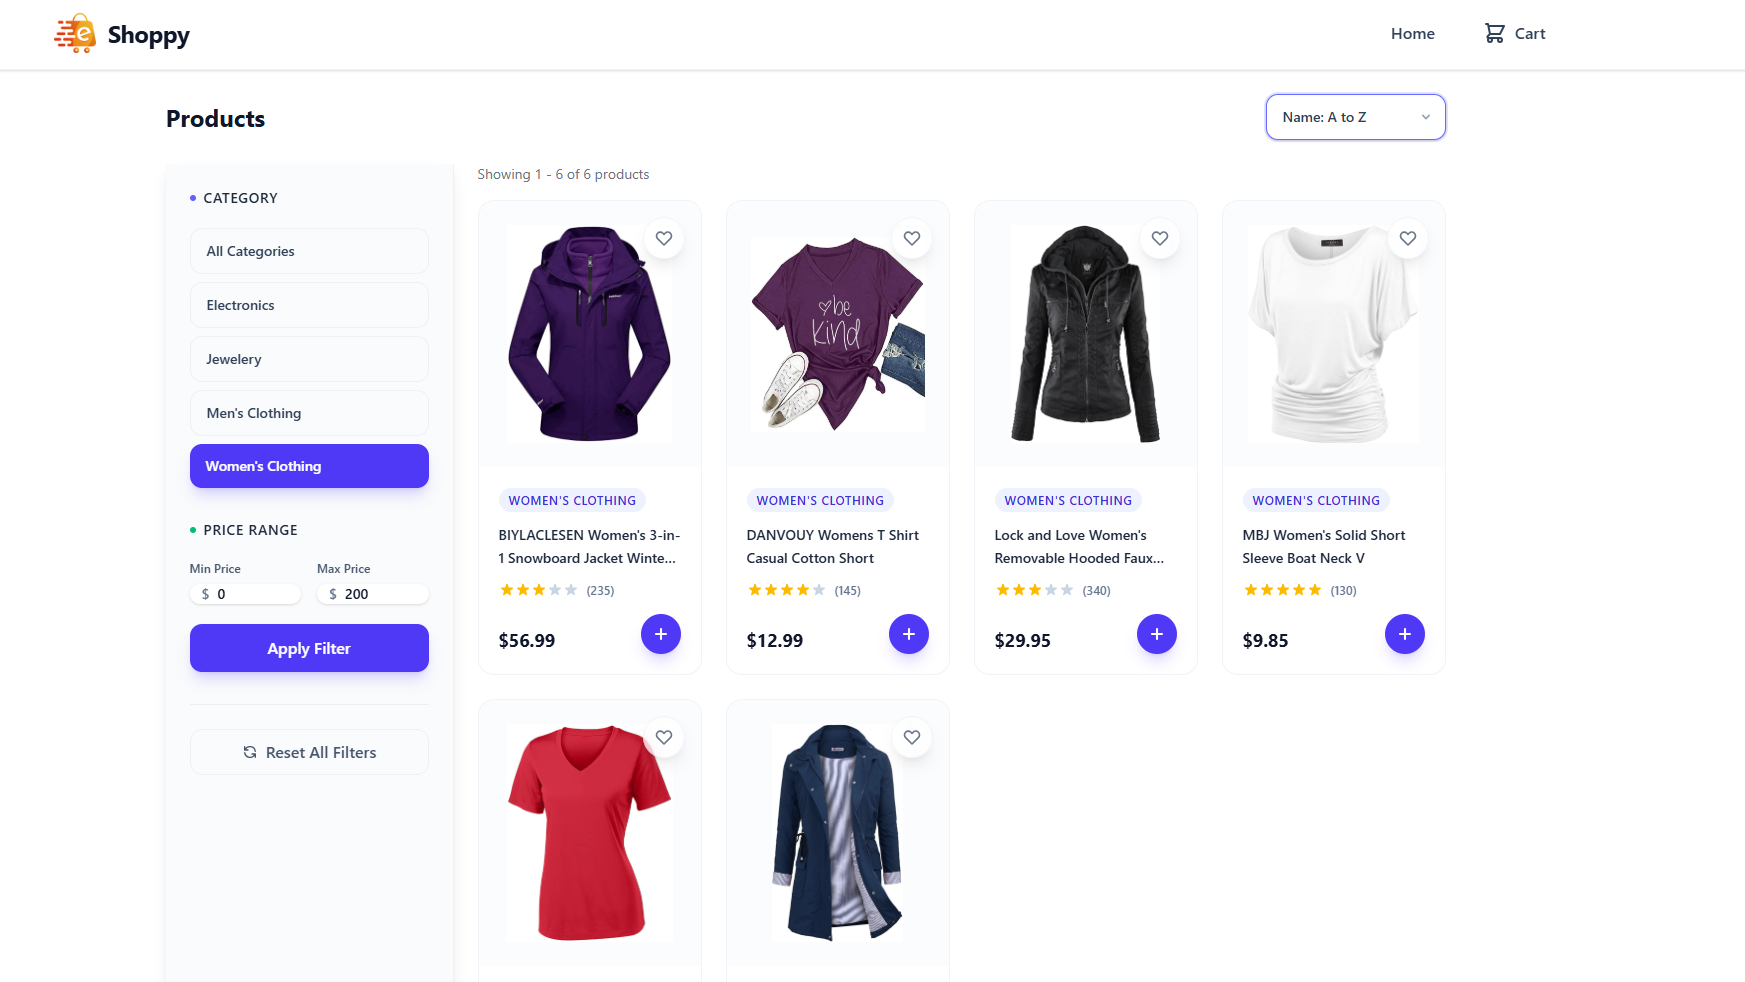 e
Shoppy
Home
Cart
Products
Name: A to Z
CATEGORY
All Categories
Electronics
Jewelery
Men's Clothing
Women's Clothing
PRICE RANGE
Min Price
Max Price
$ 0
$ 200
Apply Filter
Reset All Filters
Showing 1 - 6 of 6 products
WOMEN'S CLOTHING
BIYLACLESEN Women's 3-in-
1 Snowboard Jacket Winte...
(235)
$56.99
+
be
kind
WOMEN'S CLOTHING
DANVOUY Womens T Shirt
Casual Cotton Short
(145)
$12.99
+
WOMEN'S CLOTHING
Lock and Love Women's
Removable Hooded Faux...
(340)
$29.95
+
WOMEN'S CLOTHING
MBJ Women's Solid Short
Sleeve Boat Neck V
(130)
$9.85
+